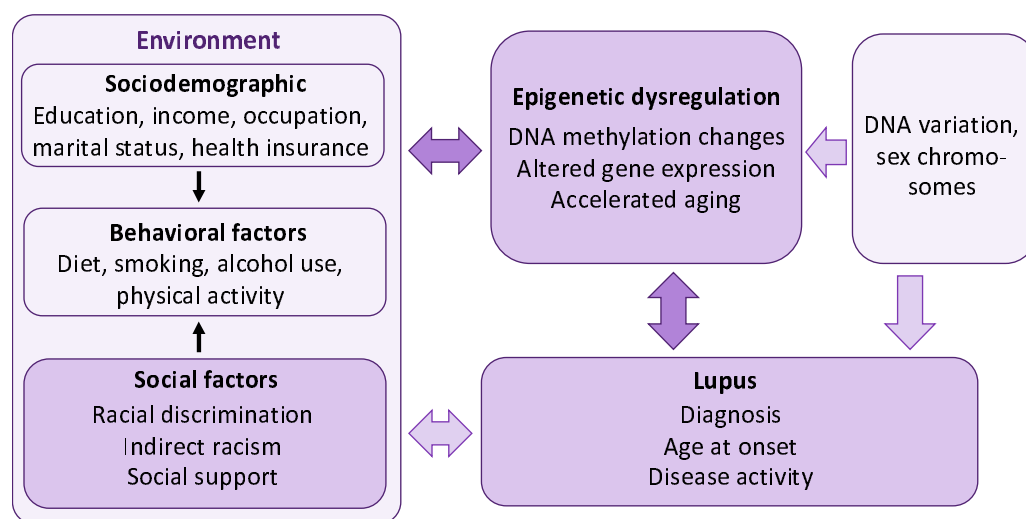 Environment
Sociodemographic
Education, income, occupation,
marital status, health insurance
Behavioral factors
Diet, smoking, alcohol use,
physical activity
Social factors
Racial discrimination
Indirect racism
Social support
Epigenetic dysregulation
DNA methylation changes
Altered gene expression
Accelerated aging
DNA variation,
sex chromo-
somes
Lupus
Diagnosis
Age at onset
Disease activity